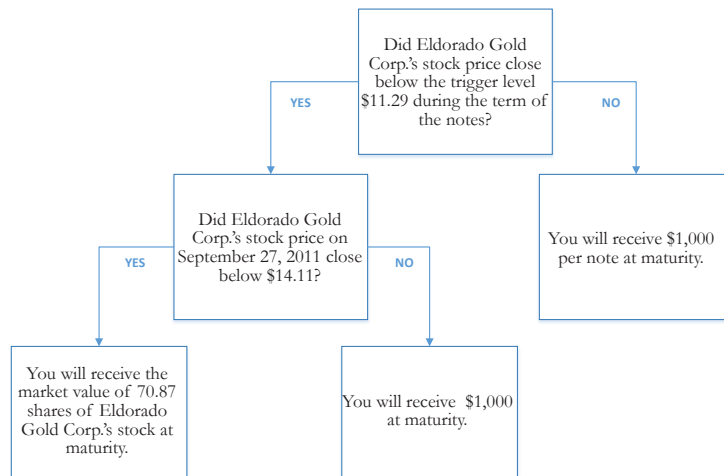 Did Eldorado Gold
Corp.'s stock price close
below the trigger level
$11.29 during the term of
the notes?
YES
NO
Did Eldorado Gold
Corp.'s stock price on
September 27, 2011 close
below $14.11?
You will receive $1,000
per note at maturity.
YES
NO
You will receive the
market value of 70.87
shares of Eldorado
Gold Corp.'s stock at
maturity.
You will receive $1,000
at maturity.